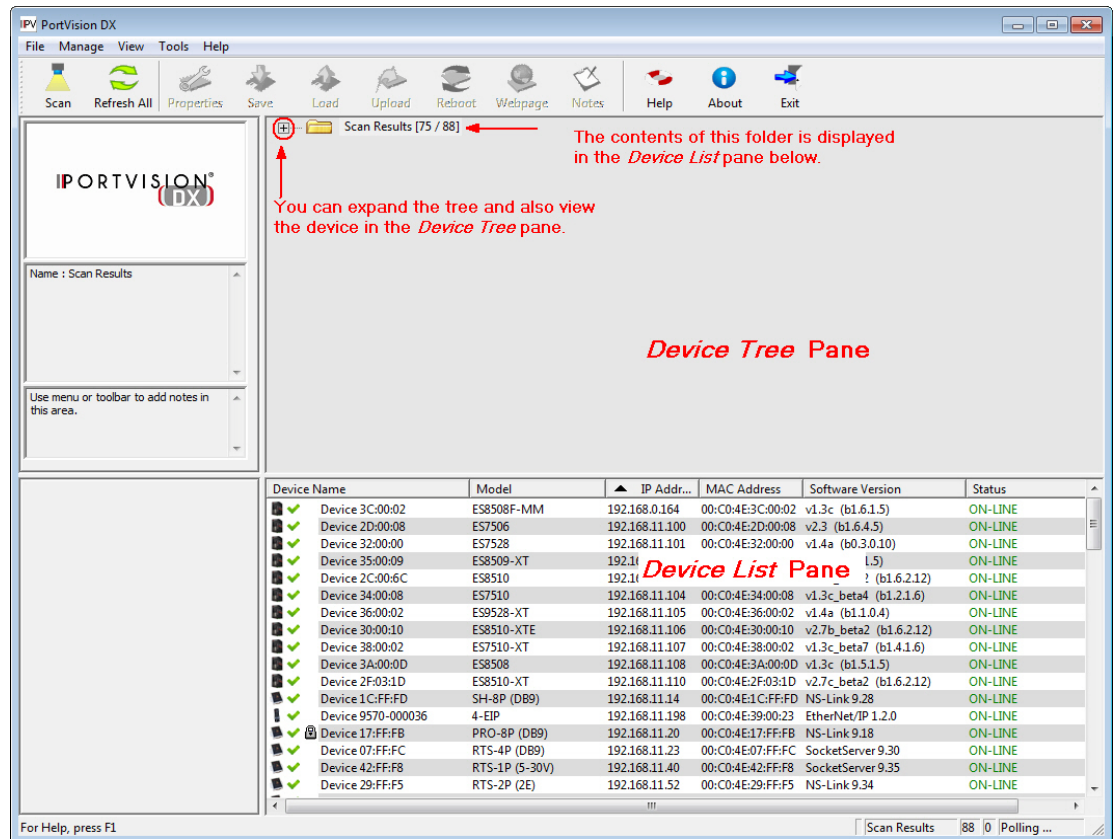 IPV PortVision DX
File Manage View Tools Help
Scan Refresh All Properties Save Load Upload Reboot Webpage Notes Help About Exit
PORTVISION®
DX
Name : Scan Results
Use menu or toolbar to add notes in
this area.
Scan Results [75 / 88]
The contents of this folder is displayed
in the Device List pane below.
You can expand the tree and also view
the device in the Device Tree pane.
Device Tree Pane
Device Name Model IP Addr... MAC Address Software Version Status
Device 3C:00:02 ES8508F-MM 192.168.0.164 00:C0:4E:3C:00:02 v1.3c (b1.6.1.5) ON-LINE
Device 2D:00:08 ES7506 192.168.11.100 00:C0:4E:2D:00:08 v2.3 (b1.6.4.5) ON-LINE
Device 32:00:00 ES7528 192.168.11.101 00:C0:4E:32:00:00 v1.4a (b0.3.0.10) ON-LINE
Device 35:00:09 ES8509-XT 192.1 1.5) ON-LINE
Device 2C:00:6C ES8510 192.1 2 (b1.6.2.12) ON-LINE
Device List Pane
Device 34:00:08 ES7510 192.168.11.104 00:C0:4E:34:00:08 v1.3c_beta4 (b1.2.1.6) ON-LINE
Device 36:00:02 ES9528-XT 192.168.11.105 00:C0:4E:36:00:02 v1.4a (b1.1.0.4) ON-LINE
Device 30:00:10 ES8510-XTE 192.168.11.106 00:C0:4E:30:00:10 v2.7b_beta2 (b1.6.2.12) ON-LINE
Device 38:00:02 ES7510-XT 192.168.11.107 00:C0:4E:38:00:02 v1.3c_beta7 (b1.4.1.6) ON-LINE
Device 3A:00:0D ES8508 192.168.11.108 00:C0:4E:3A:00:0D v1.3c (b1.5.1.5) ON-LINE
Device 2F:03:1D ES8510-XT 192.168.11.110 00:C0:4E:2F:03:1D v2.7c_beta2 (b1.6.2.12) ON-LINE
Device 1C:FF:FD SH-8P (DB9) 192.168.11.14 00:C0:4E:1C:FF:FD NS-Link 9.28 ON-LINE
Device 9570-000036 4-EIP 192.168.11.198 00:C0:4E:39:00:23 EtherNet/IP 1.2.0 ON-LINE
Device 17:FF:FB PRO-8P (DB9) 192.168.11.20 00:C0:4E:17:FF:FB NS-Link 9.18 ON-LINE
Device 07:FF:FC RTS-4P (DB9) 192.168.11.23 00:C0:4E:07:FF:FC SocketServer 9.30 ON-LINE
Device 42:FF:F8 RTS-1P (5-30V) 192.168.11.40 00:C0:4E:42:FF:F8 SocketServer 9.35 ON-LINE
Device 29:FF:F5 RTS-2P (2E) 192.168.11.52 00:C0:4E:29:FF:F5 NS-Link 9.34 ON-LINE
For Help, press F1 Scan Results 88 0 Polling ...